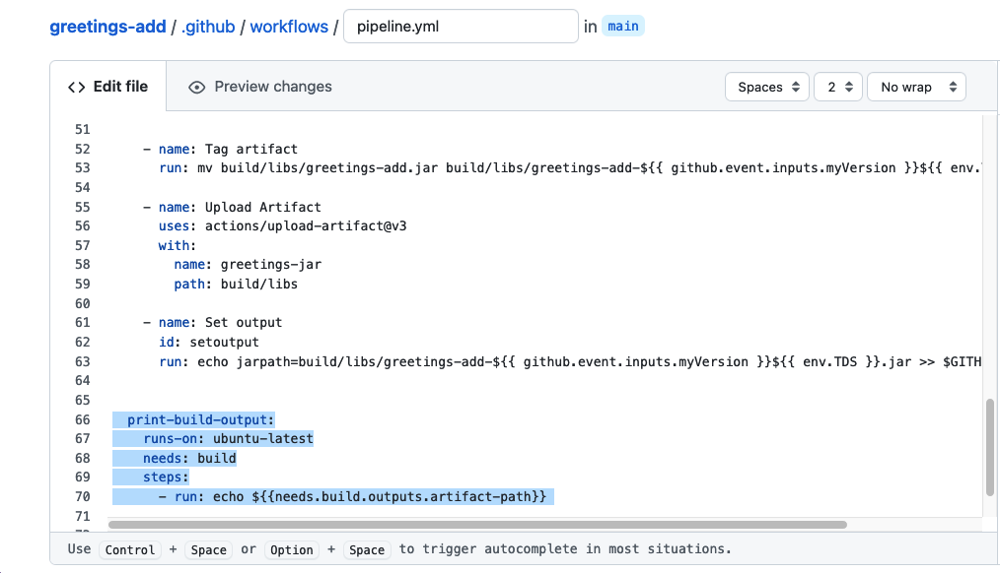 greetings-add / .github / workflows / pipeline.yml in main
Edit file Preview changes Spaces 2 No wrap
51
52 - name: Tag artifact
53 run: mv build/libs/greetings-add.jar build/libs/greetings-add-${{ github.event.inputs.myVersion }}${{ env.
54
55 - name: Upload Artifact
56 uses: actions/upload-artifact@v3
57 with:
58 name: greetings-jar
59 path: build/libs
60
61 - name: Set output
62 id: setoutput
63 run: echo jarpath=build/libs/greetings-add-${{ github.event.inputs.myVersion }}${{ env.TDS }}.jar >> $GITH
64
65
66 print-build-output:
67 runs-on: ubuntu-latest
68 needs: build
69 steps:
70 - run: echo ${{needs.build.outputs.artifact-path}}
71
Use Control + Space or Option + Space to trigger autocomplete in most situations.